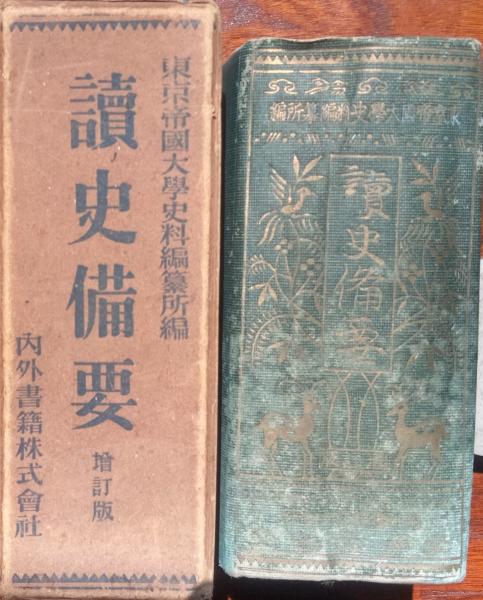 東京帝國大學史料編纂所編
讀史備要
增訂版
內外書籍株式會社
東京帝國大學史料編纂所編
讀史備要